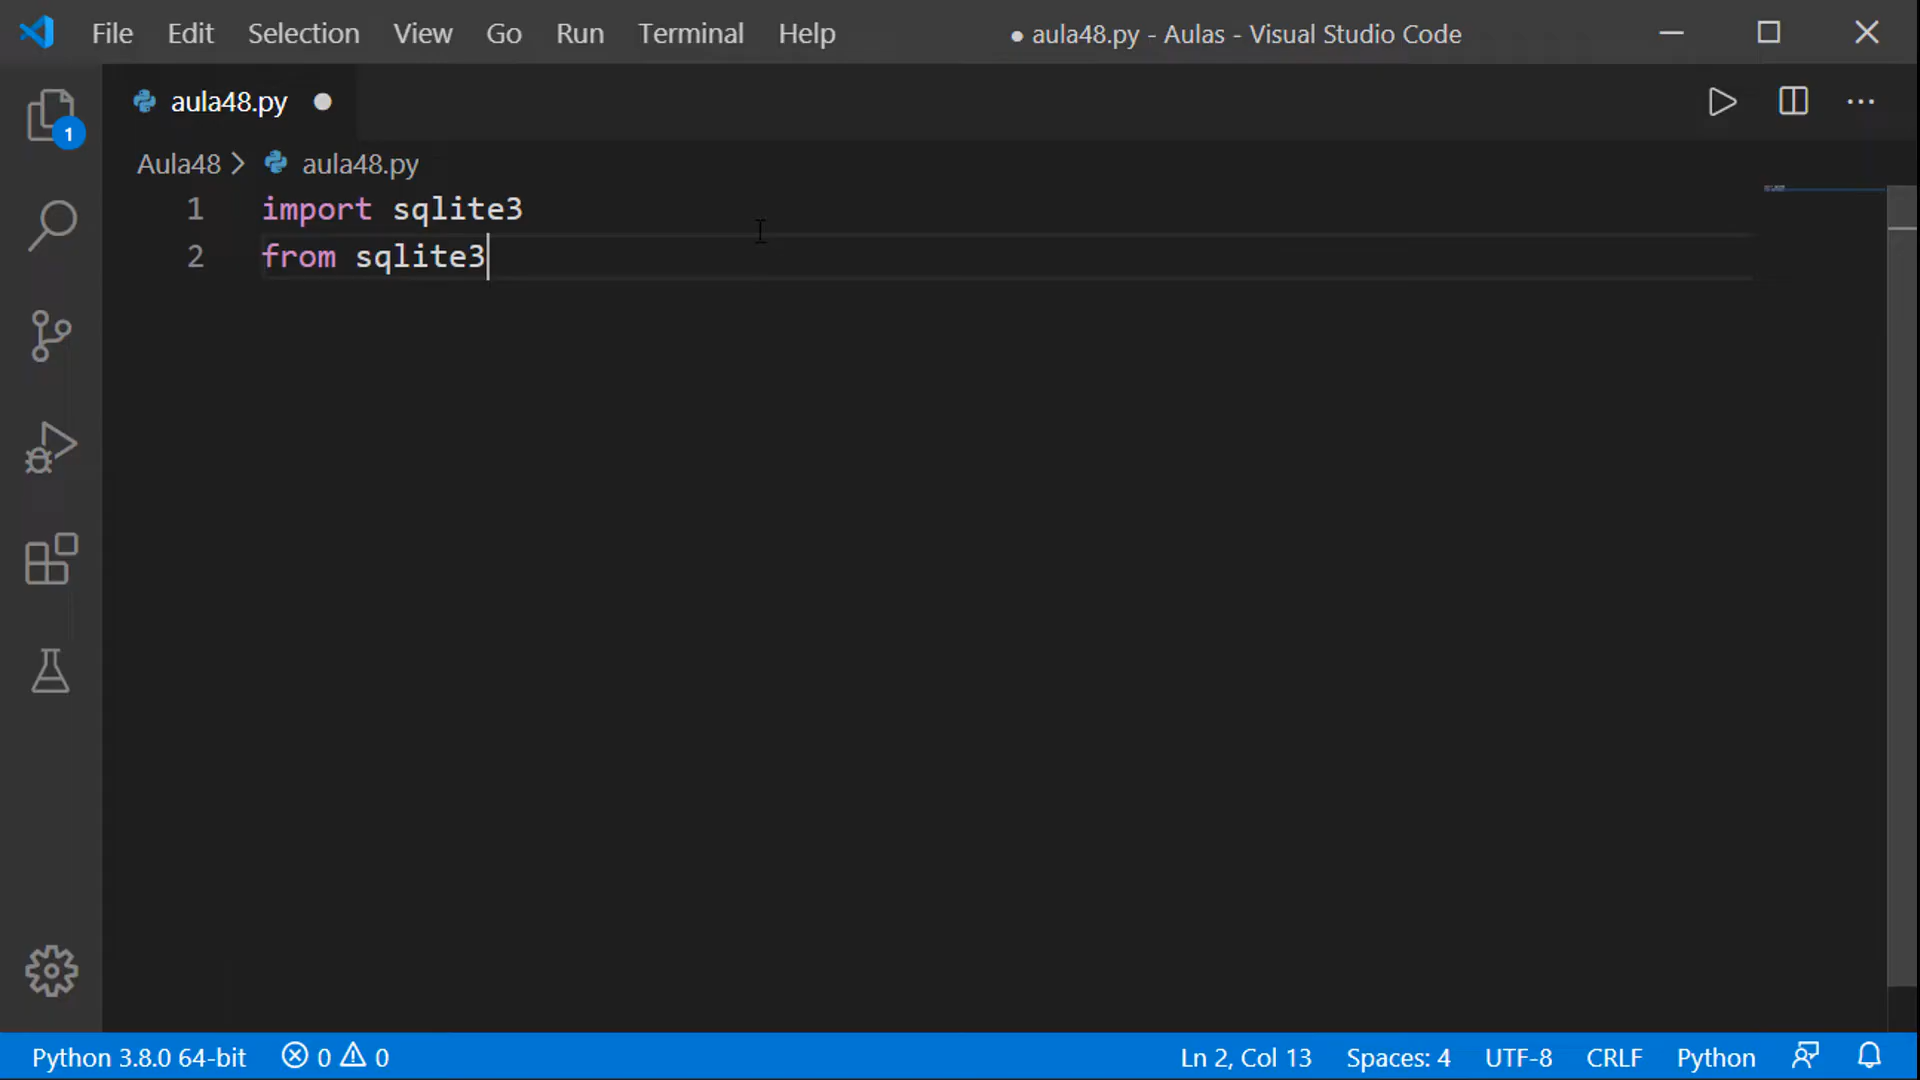 File Edit Selection View Go Run Terminal Help ● aula48.py - Aulas - Visual Studio Code
aula48.py
1
Aula48 > aula48.py
1 import sqlite3
2 from sqlite3
Python 3.8.0 64-bit 0 0 Ln 2, Col 13 Spaces: 4 UTF-8 CRLF Python